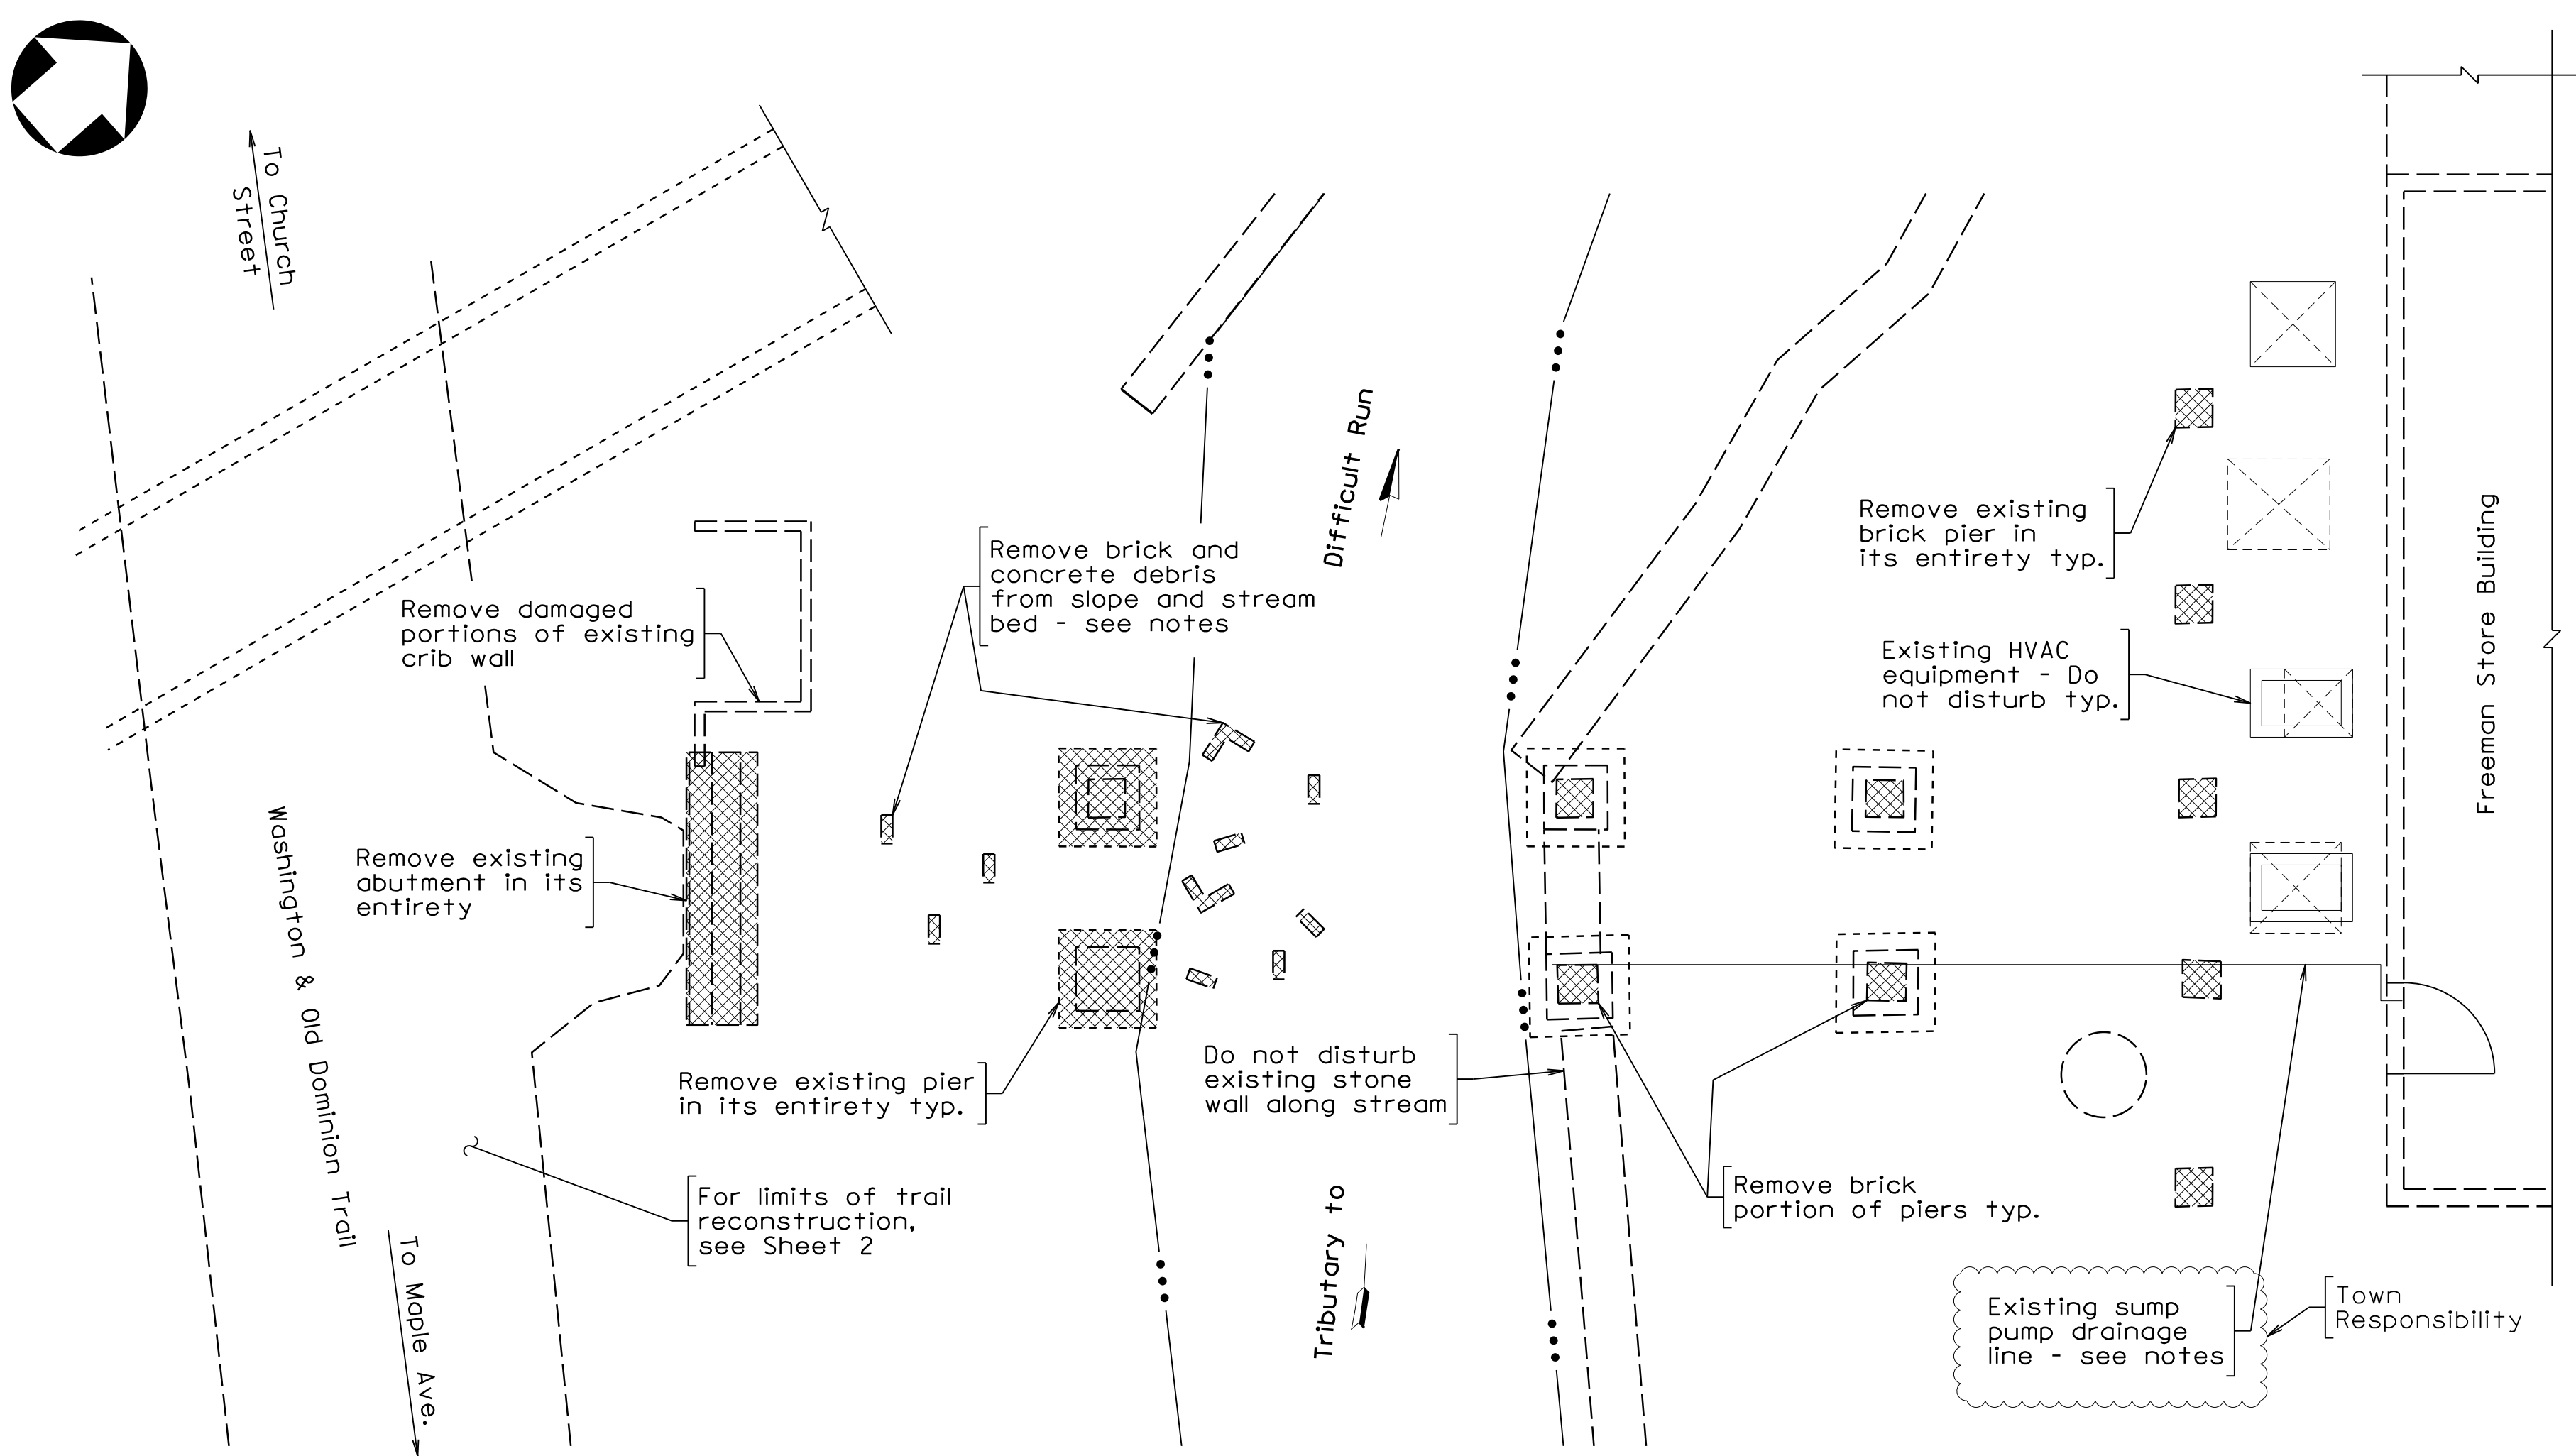 To Church
Street
Difficult Run
Remove existing
brick pier in
its entirety typ.
Remove brick and
concrete debris
from slope and stream
bed - see notes
Remove damaged
portions of existing
crib wall
Existing HVAC
equipment - Do
not disturb typ.
Freeman Store Building
Remove existing
abutment in its
entirety
Washington & Old Dominion Trail
Do not disturb
existing stone
wall along stream
Remove existing pier
in its entirety typ.
Remove brick
portion of piers typ.
For limits of trail
reconstruction,
see Sheet 2
Tributary to
To Maple Ave.
Existing sump
pump drainage
line - see notes
Town
Responsibility